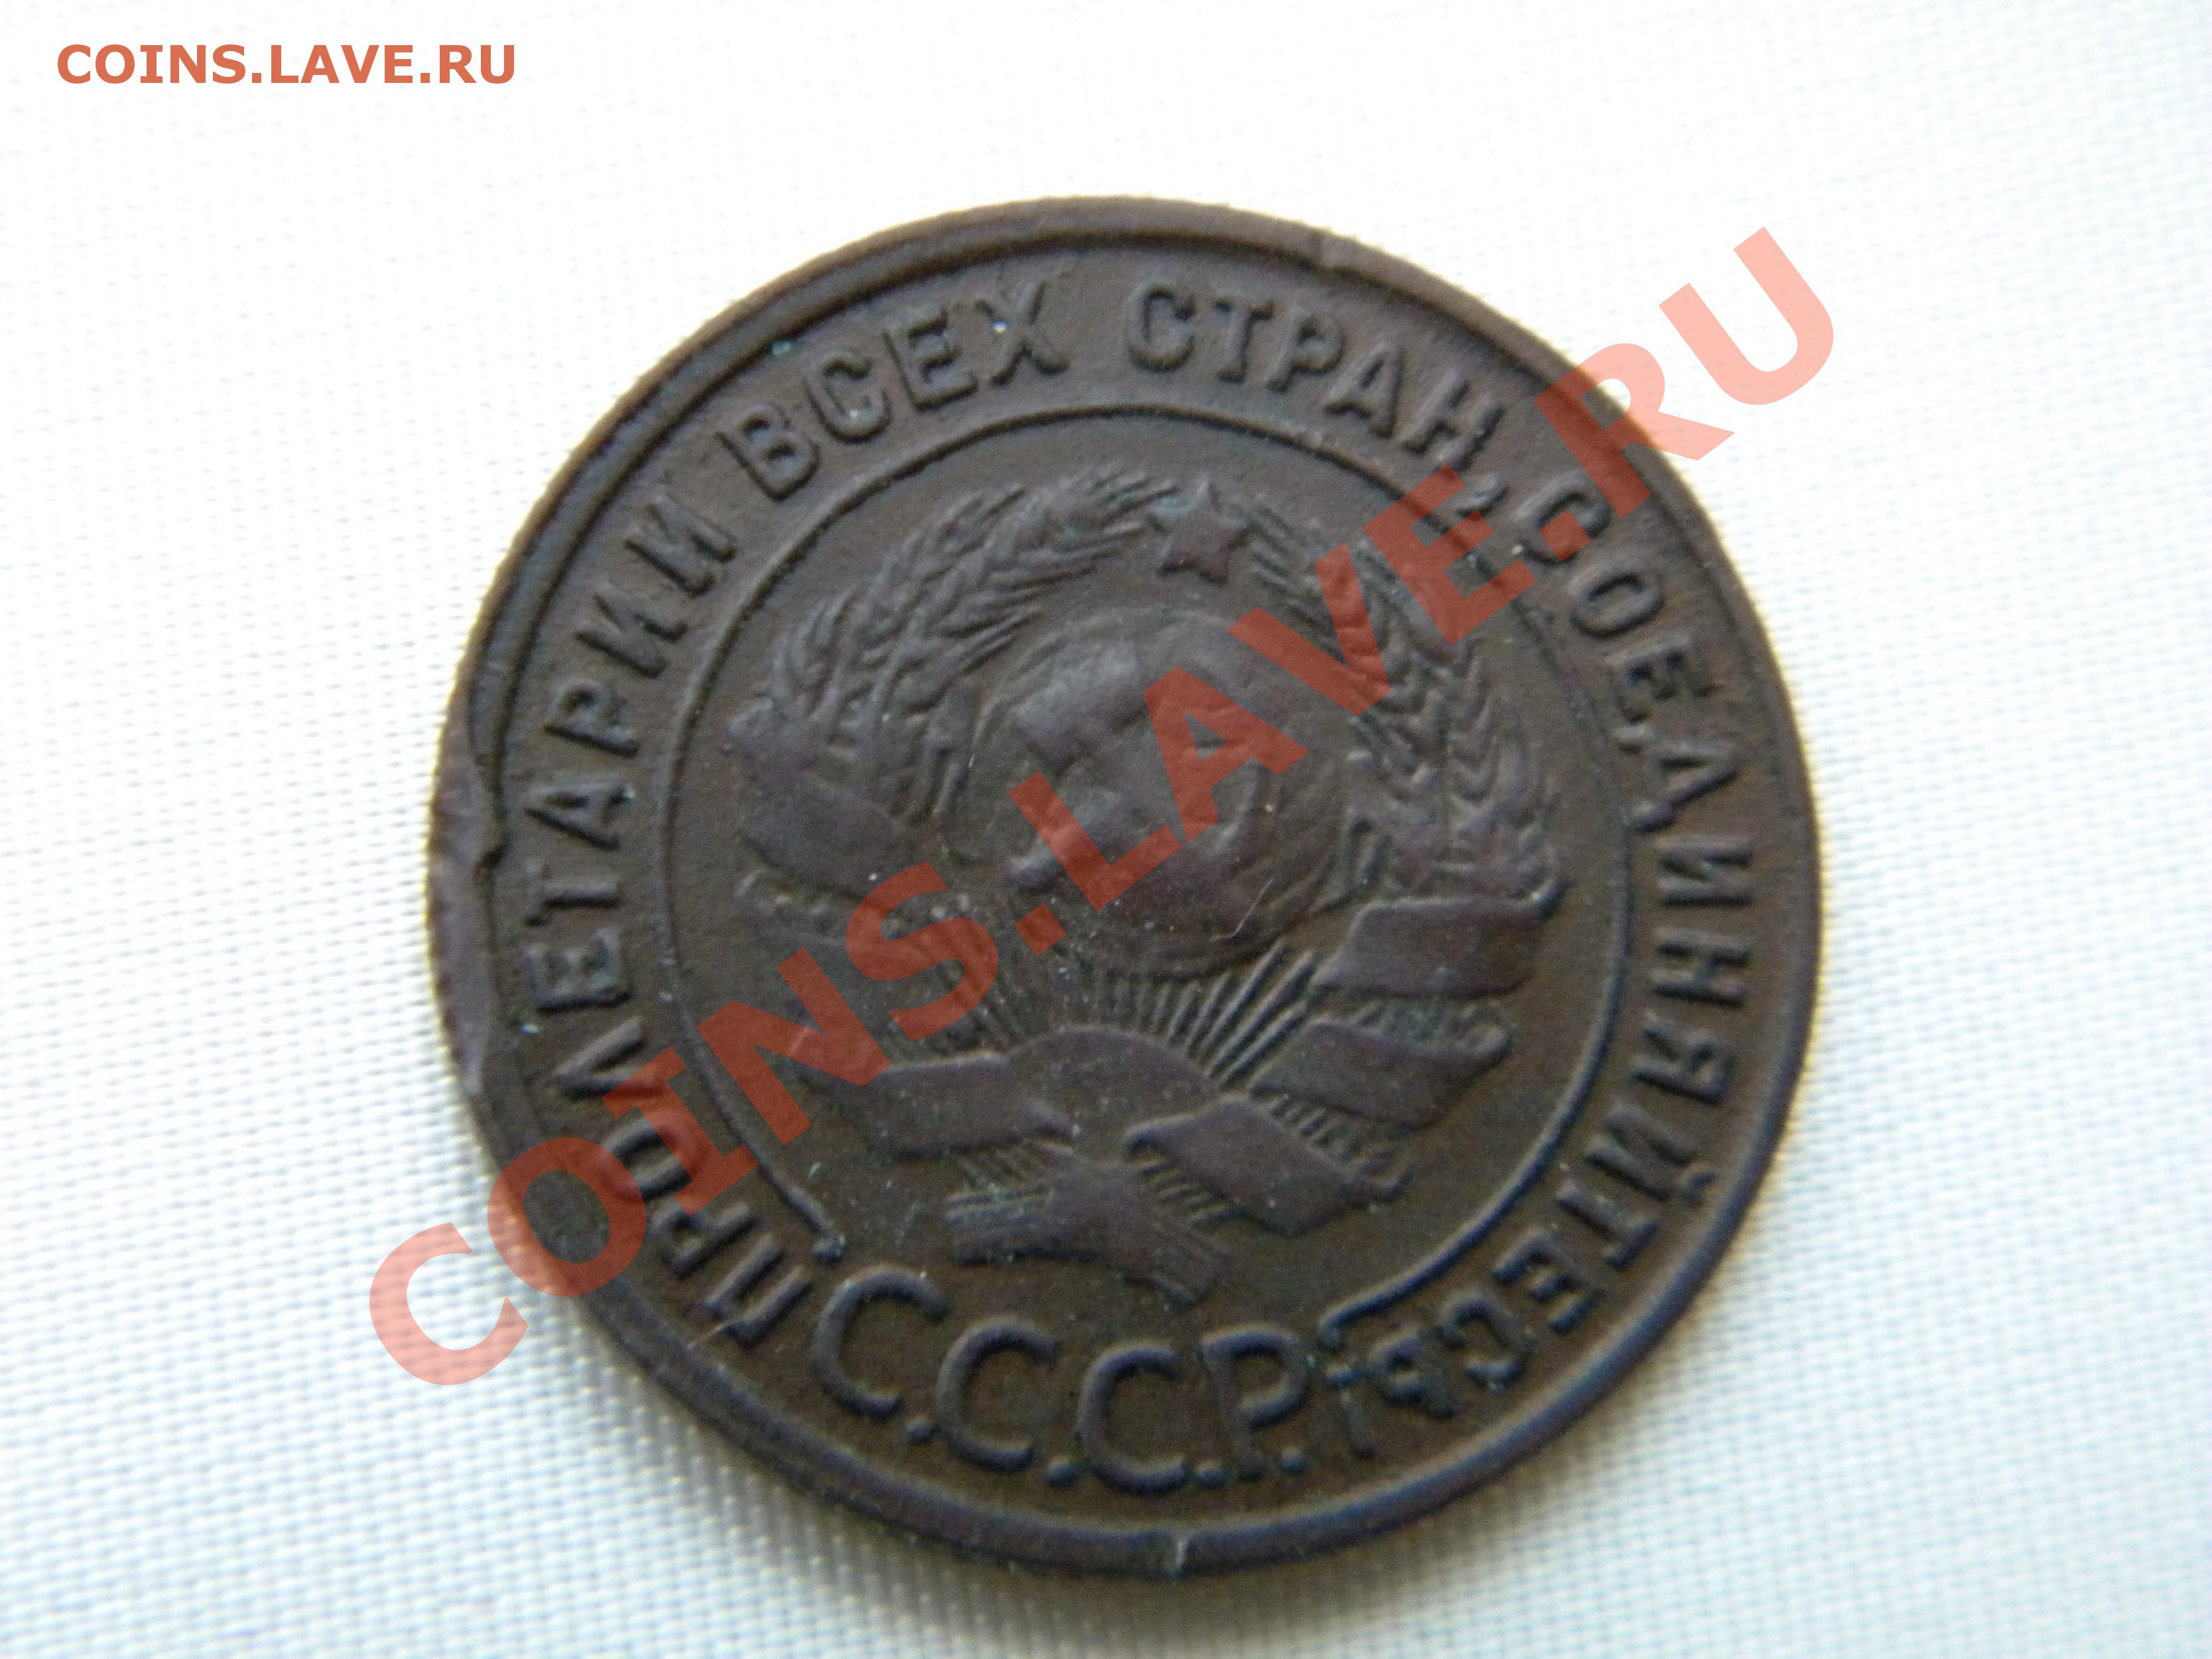 COINS.LAVE.RU
ПРОЛЕТАРИИ ВСЕХ СТРАН, СОЕДИНЯЙТЕСЬ!
С.С.С.Р.
COINS.LAVE.RU